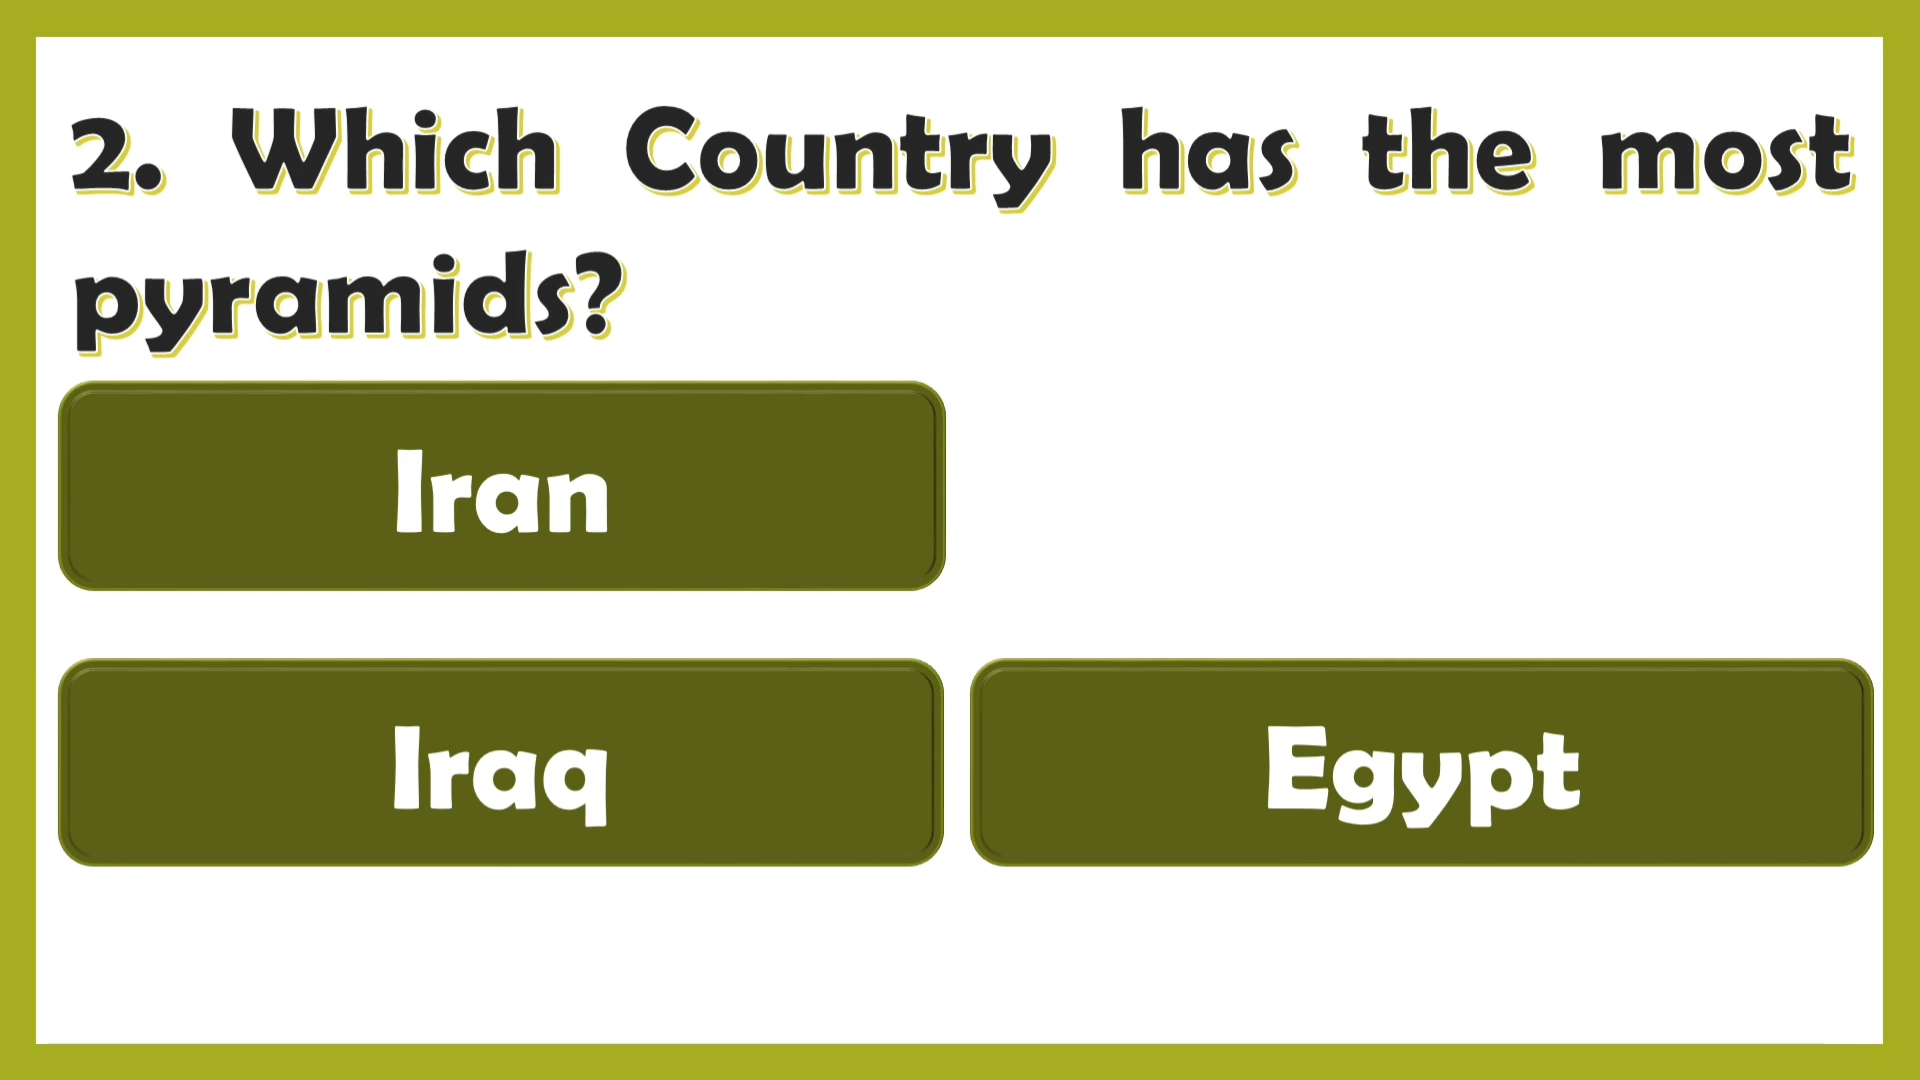 2. Which Country has the most
pyramids?
Iran
Iraq
Egypt